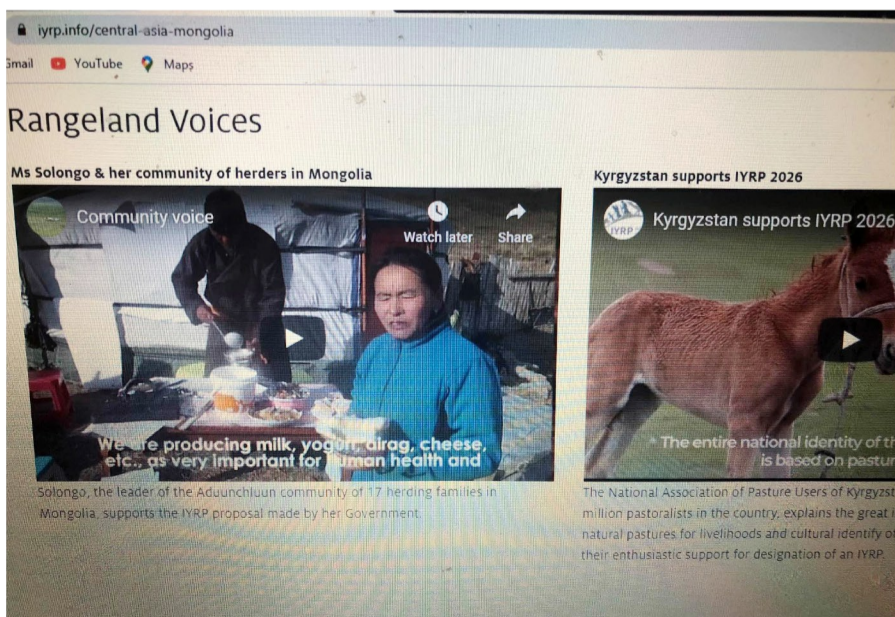 iyrp.info/central-asia-mongolia
Gmail
YouTube
Maps
Rangeland Voices
Ms Solongo & her community of herders in Mongolia
Community voice
Watch later
Share
We are producing milk, yogurt, airag, cheese,
etc., as very important for human health and
Solongo, the leader of the Aduunchluun community of 17 herding families in
Mongolia, supports the IYRP proposal made by her Government.
Kyrgyzstan supports IYRP 2026
IYRP
Kyrgyzstan supports IYRP 2026
The entire national identity of
is based on
The National Association of Pasture Users of
million pastoralists in the country, explains the great
natural pastures for livelihoods and cultural identify
their enthusiastic support for designation of an IYRP.